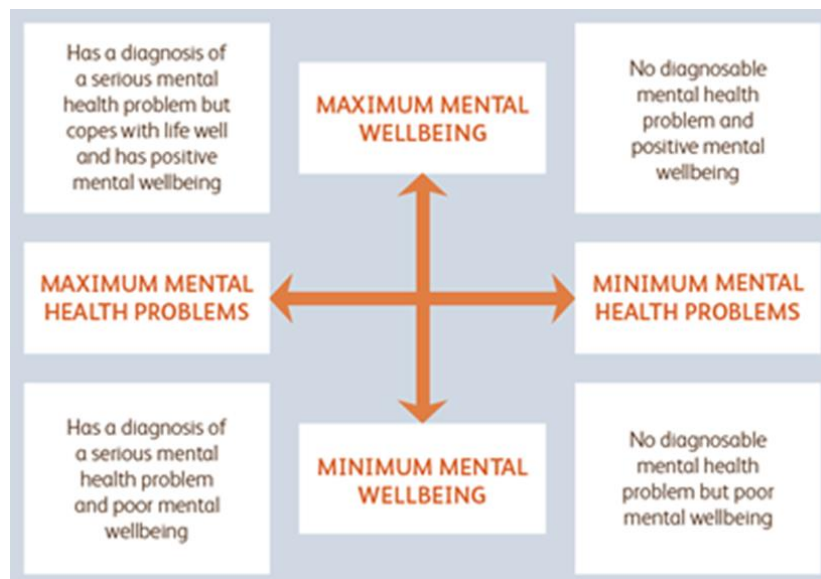 Has a diagnosis of
a serious mental
health problem but
copes with life well
and has positive
mental wellbeing
MAXIMUM MENTAL
WELLBEING
No diagnosable
mental health
problem and
positive mental
wellbeing
MAXIMUM MENTAL
HEALTH PROBLEMS
MINIMUM MENTAL
HEALTH PROBLEMS
Has a diagnosis of
a serious mental
health problem
and poor mental
wellbeing
MINIMUM MENTAL
WELLBEING
No diagnosable
mental health
problem but poor
mental wellbeing